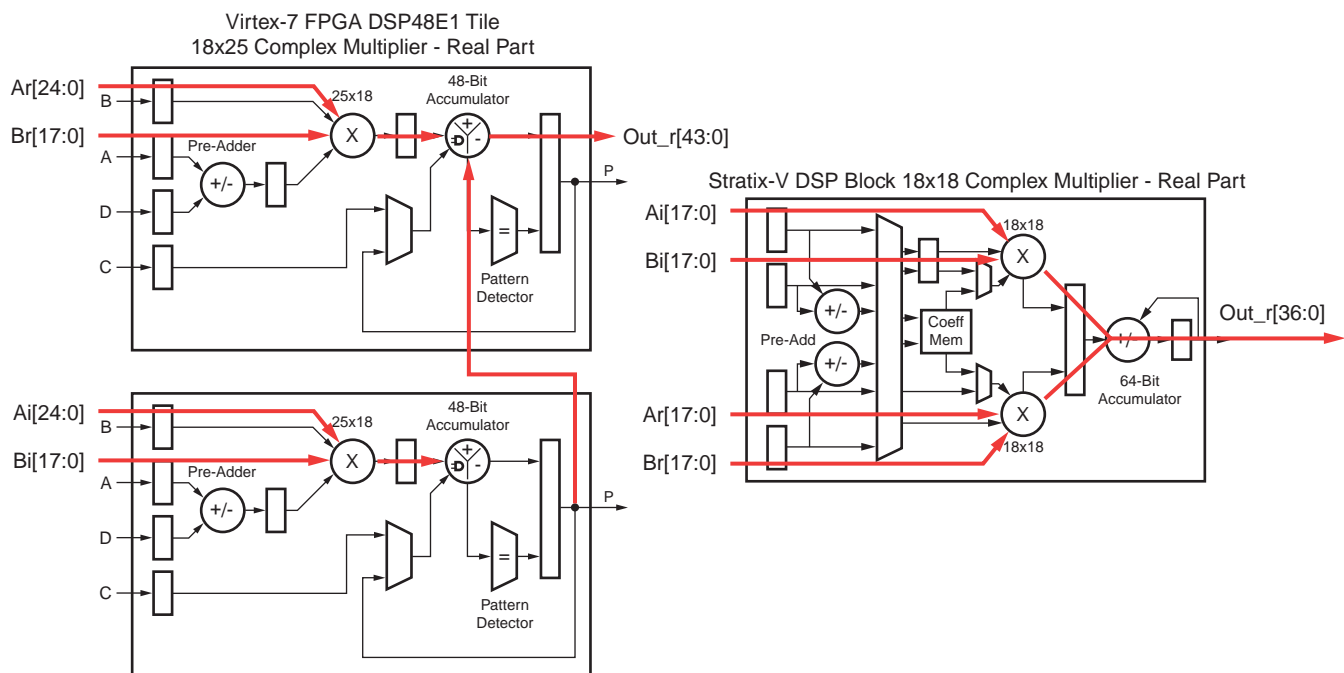 Virtex-7 FPGA DSP48E1 Tile
18x25 Complex Multiplier - Real Part
Ar[24:0]
B
25x18
48-Bit
Accumulator
Br[17:0]
X
+
-
=D
Out_r[43:0]
A
Pre-Adder
+/-
P
D
C
=
Pattern
Detector
Ai[24:0]
B
25x18
48-Bit
Accumulator
Bi[17:0]
X
+
-
=D
A
Pre-Adder
+/-
P
D
C
=
Pattern
Detector
Stratix-V DSP Block 18x18 Complex Multiplier - Real Part
Ai[17:0]
18x18
Bi[17:0]
X
+/-
Coeff
Mem
Pre-Add
+/-
+/-
Out_r[36:0]
64-Bit
Accumulator
Ar[17:0]
X
18x18
Br[17:0]